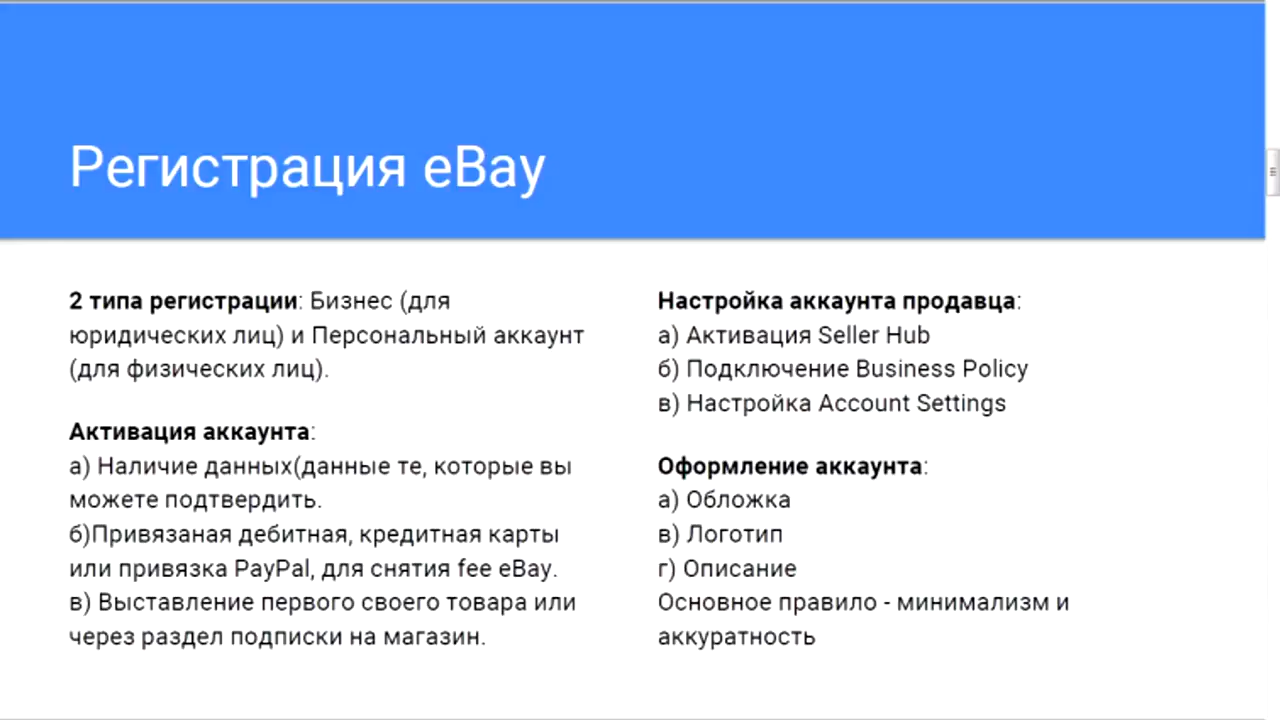 Регистрация eBay
2 типа регистрации: Бизнес (для
юридических лиц) и Персональный аккаунт
(для физических лиц).
Активация аккаунта:
а) Наличие данных(данные те, которые вы
можете подтвердить.
б)Привязаная дебитная, кредитная карты
или привязка PayPal, для снятия fee eBay.
в) Выставление первого своего товара или
через раздел подписки на магазин.
Настройка аккаунта продавца:
а) Активация Seller Hub
б) Подключение Business Policy
в) Настройка Account Settings
Оформление аккаунта:
а) Обложка
в) Логотип
г) Описание
Основное правило - минимализм и
аккуратность